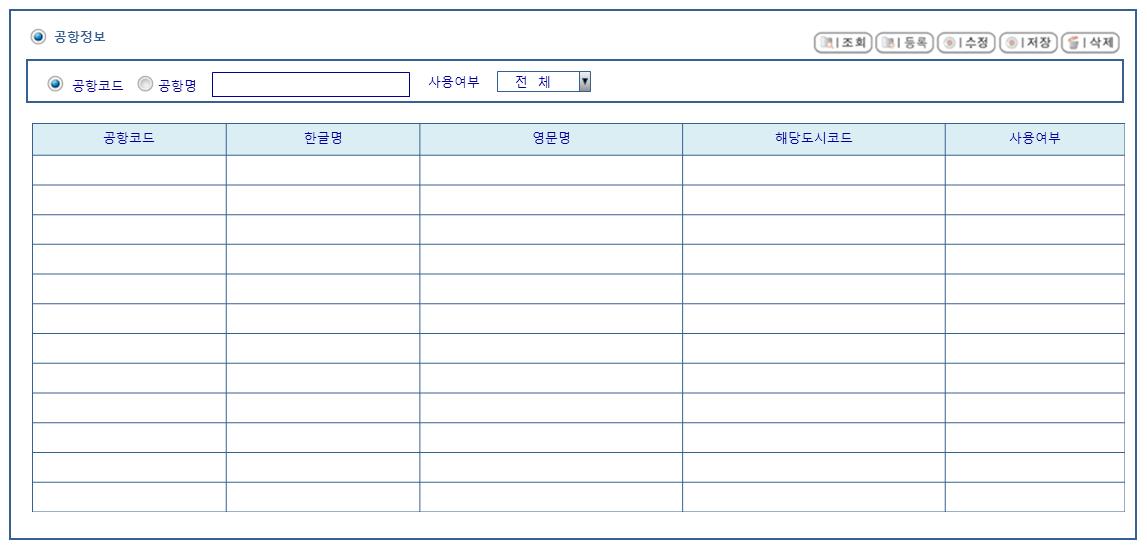 공항정보
조회 등록 수정 저장 삭제
공항코드 공항명 사용여부 전 체
공항코드 한글명 영문명 해당도시코드 사용여부